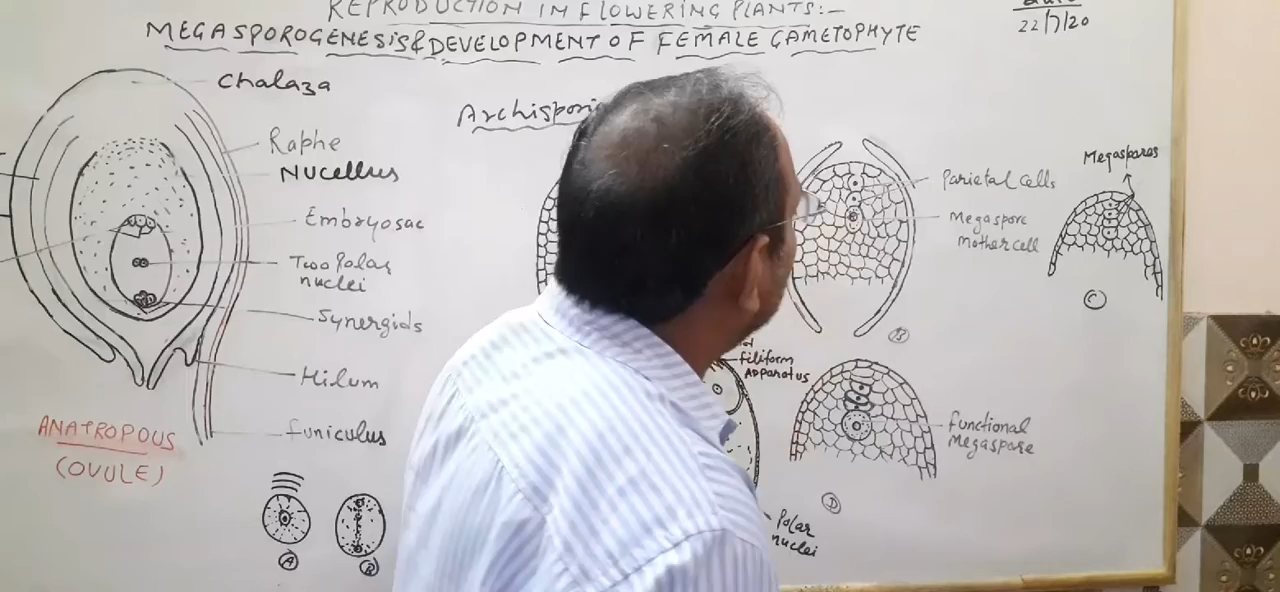 REPRODUCTION IN FLOWERING PLANTS:-
22/7/20
MEGASPOROGENESIS & DEVELOPMENT OF FEMALE GAMETOPHYTE
Chalaza
Raphe
Nucellus
Embryosac
Two Polar
nuclei
Synergids
Hilum
funiculus
ANATROPOUS
(OVULE)
A
B
Archispori
Parietal cells
Megaspore
Mother cell
B
Megaspores
C
filiform
APPARATUS
functional
Megaspore
D
Polar
nuclei